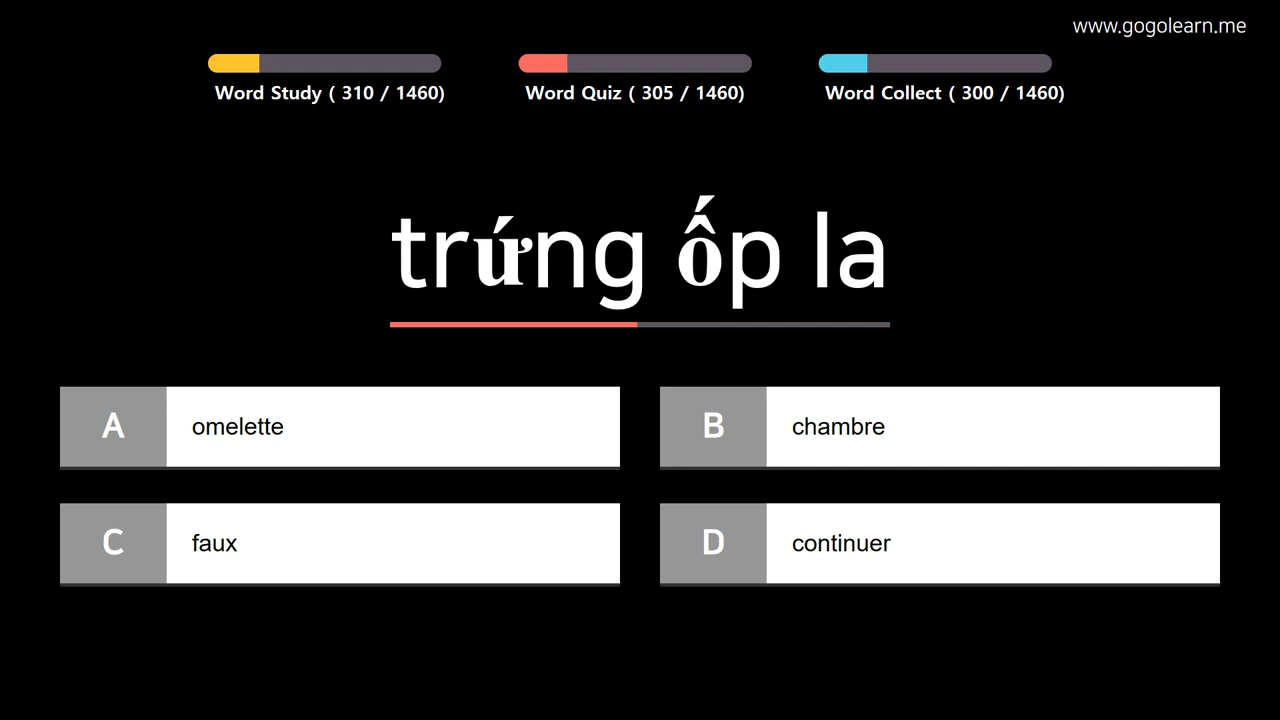 www.gogolearn.me
Word Study ( 310 / 1460)
Word Quiz ( 305 / 1460)
Word Collect ( 300 / 1460)
trứng ốp la
A omelette
B chambre
C faux
D continuer